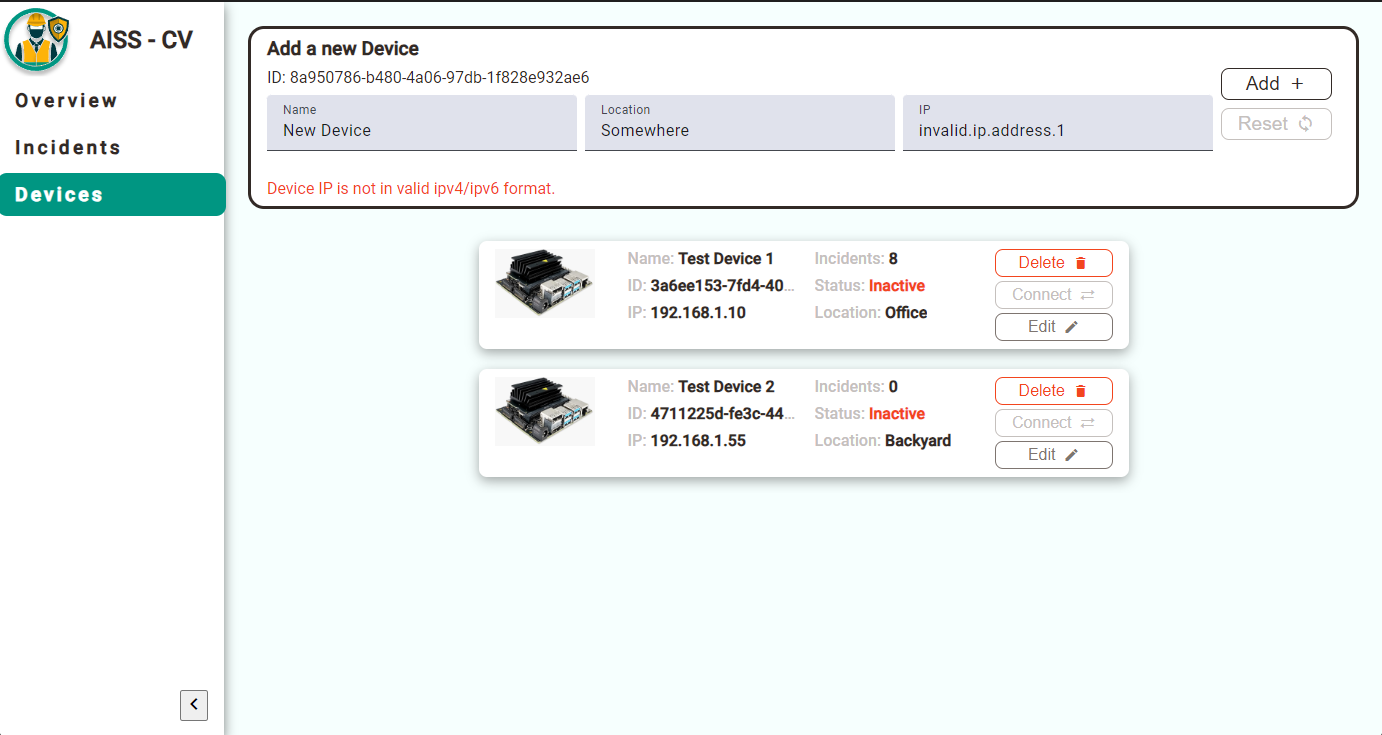 AISS - CV
Overview
Incidents
Devices
Add a new Device
ID: 8a950786-b480-4a06-97db-1f828e932ae6
Name
New Device
Location
Somewhere
IP
invalid.ip.address.1
Add +
Reset
Device IP is not in valid ipv4/ipv6 format.
Name: Test Device 1
ID: 3a6ee153-7fd4-40...
IP: 192.168.1.10
Incidents: 8
Status: Inactive
Location: Office
Delete
Connect
Edit
Name: Test Device 2
ID: 4711225d-fe3c-44...
IP: 192.168.1.55
Incidents: 0
Status: Inactive
Location: Backyard
Delete
Connect
Edit